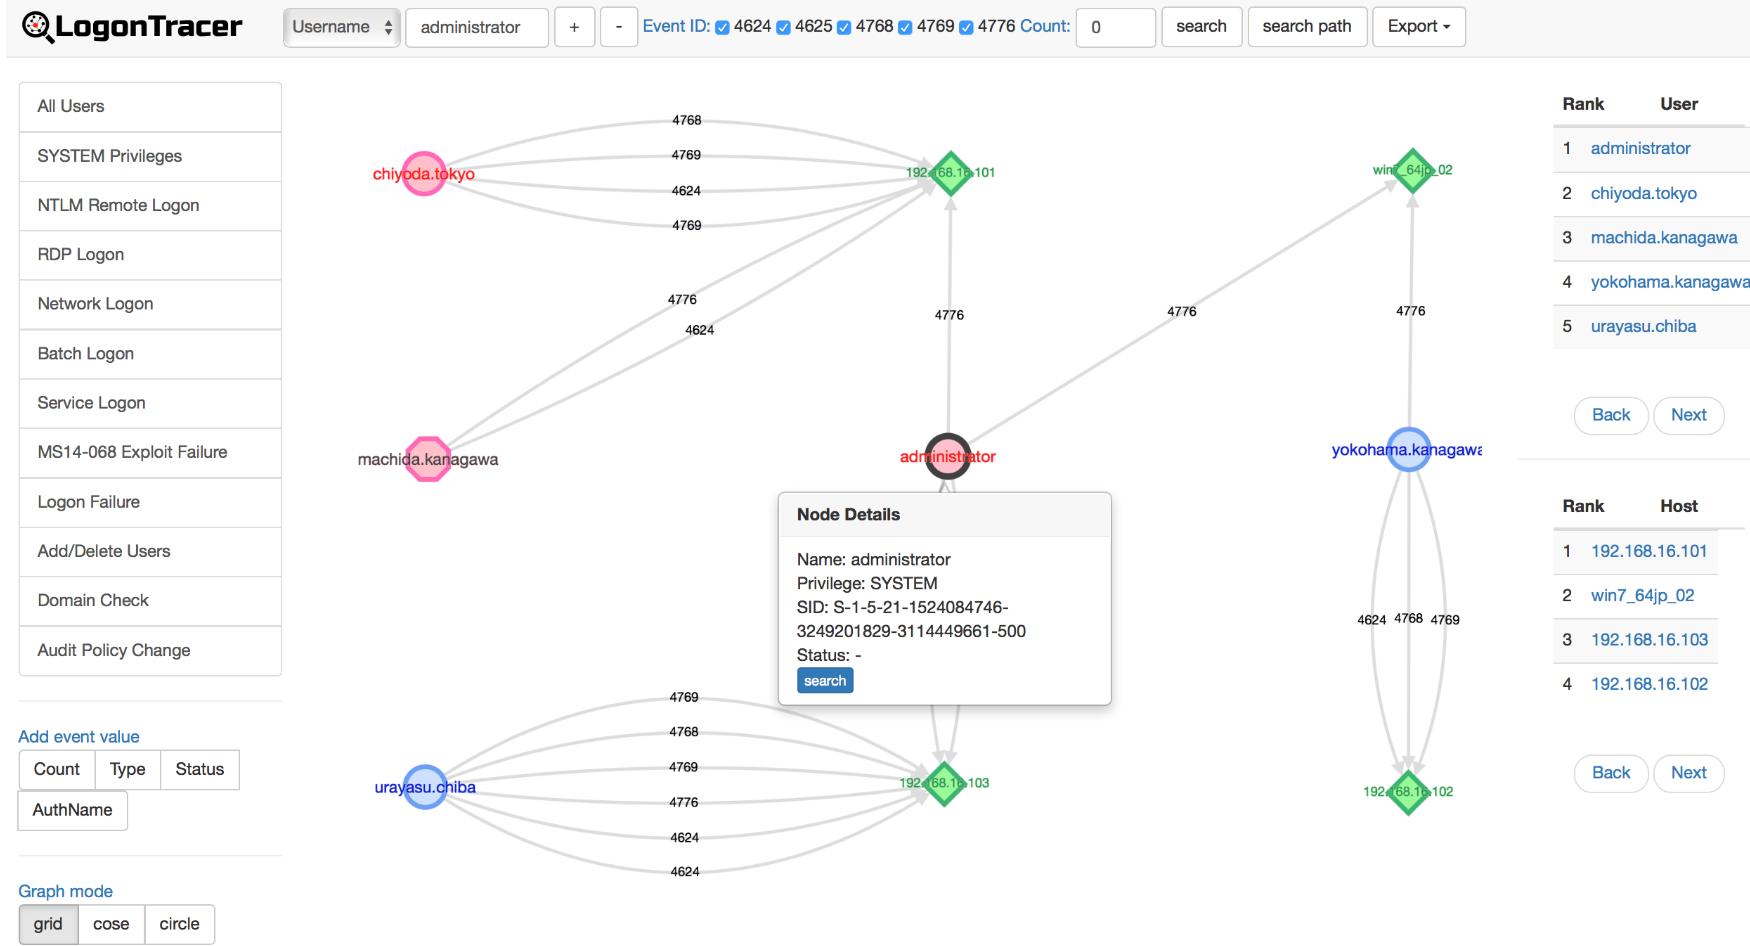 LogonTracer
Username administrator + - Event ID: 4624 4625 4768 4769 4776 Count: 0 search search path Export
All Users
SYSTEM Privileges
NTLM Remote Logon
RDP Logon
Network Logon
Batch Logon
Service Logon
MS14-068 Exploit Failure
Logon Failure
Add/Delete Users
Domain Check
Audit Policy Change
Add event value
Count Type Status
AuthName
Graph mode
grid cose circle
4768
4769
chiyoda.tokyo 192.168.16.101 win7_64jp_02
4624
4769
4776
4624
4776
4776
4776
machida.kanagawa administrator yokohama.kanagawa
Node Details
Name: administrator
Privilege: SYSTEM
SID: S-1-5-21-1524084746-
3249201829-3114449661-500
Status: -
search
4624 4768 4769
4769
4768
4769
urayasu.chiba 192.168.16.103 192.168.16.102
4776
4624
4624
Rank User
1 administrator
2 chiyoda.tokyo
3 machida.kanagawa
4 yokohama.kanagawa
5 urayasu.chiba
Back Next
Rank Host
1 192.168.16.101
2 win7_64jp_02
3 192.168.16.103
4 192.168.16.102
Back Next